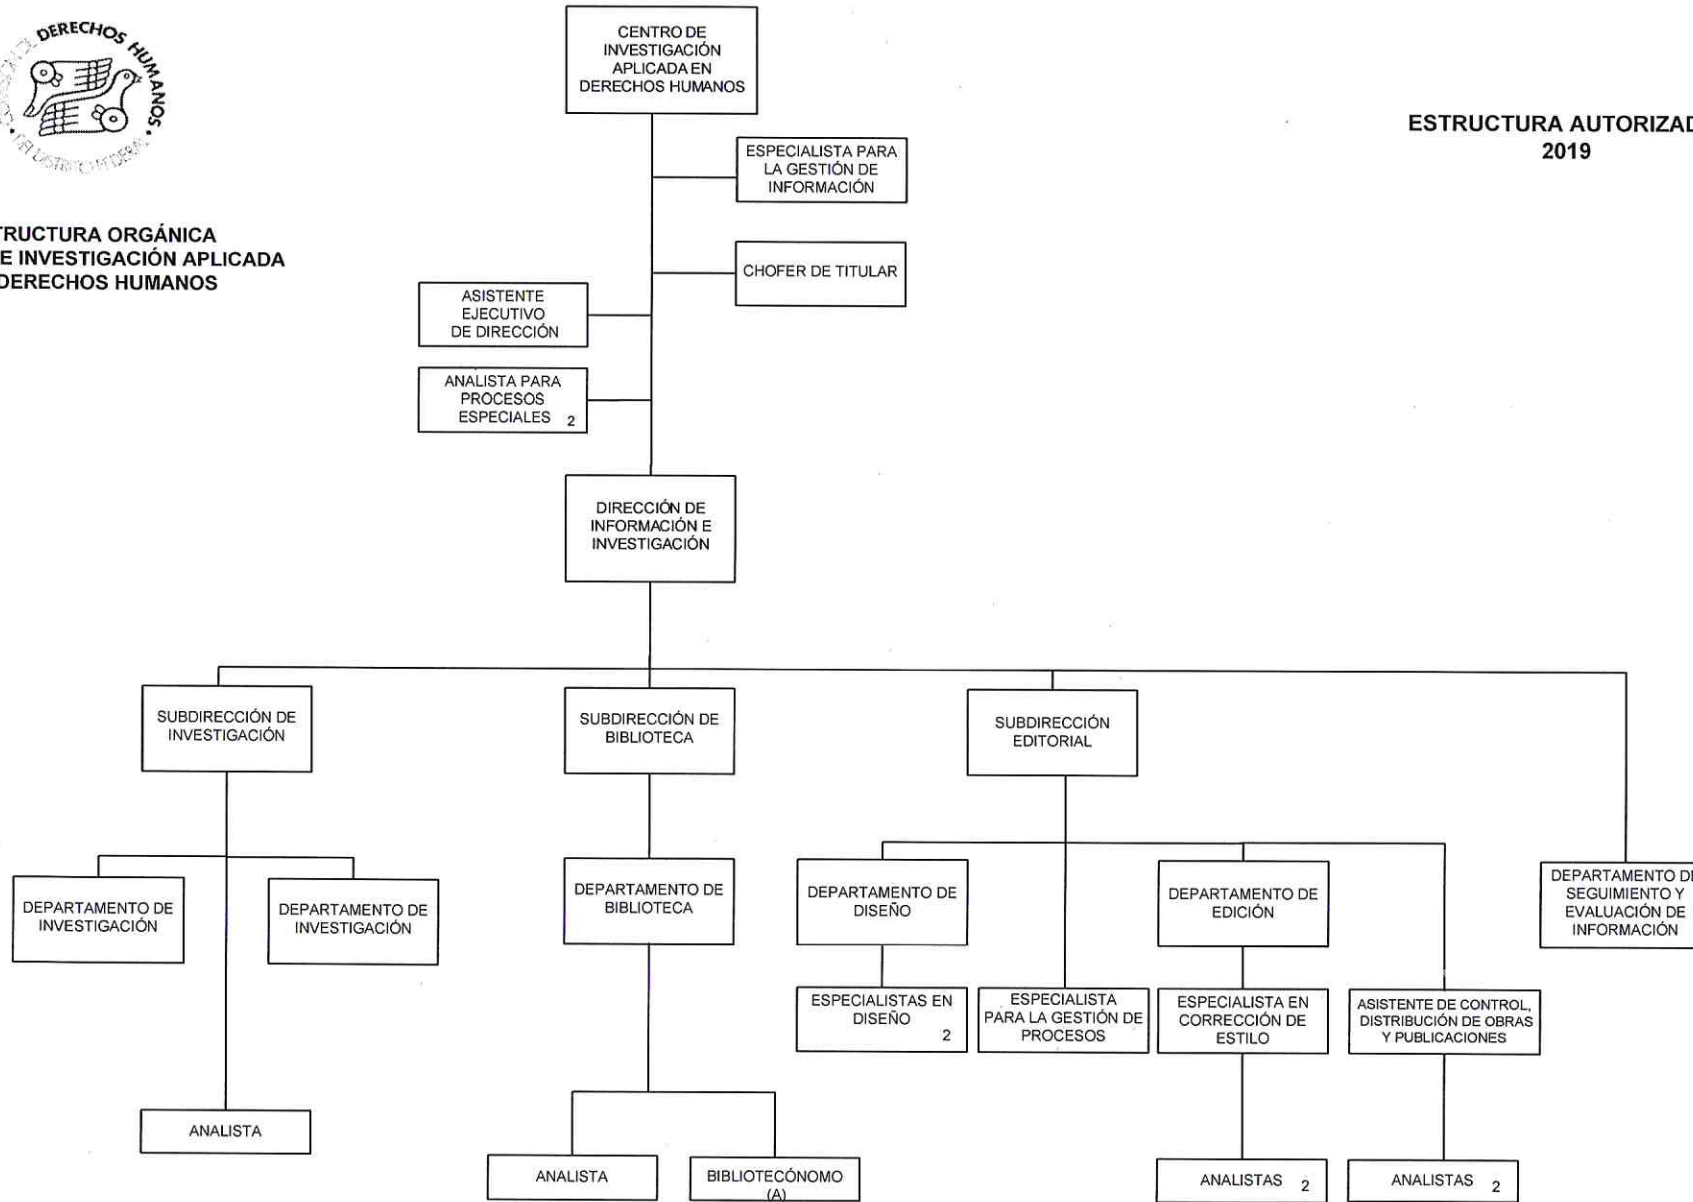 DERECHOS HUMANOS
CENTRO DE
INVESTIGACIÓN
APLICADA EN
DERECHOS HUMANOS
ESTRUCTURA AUTORIZAD
2019
ESPECIALISTA PARA
LA GESTIÓN DE
INFORMACIÓN
TRUCTURA ORGÁNICA
E INVESTIGACIÓN APLICADA
DERECHOS HUMANOS
CHOFER DE TITULAR
ASISTENTE
EJECUTIVO
DE DIRECCIÓN
ANALISTA PARA
PROCESOS
ESPECIALES 2
DIRECCIÓN DE
INFORMACIÓN E
INVESTIGACIÓN
SUBDIRECCIÓN DE
INVESTIGACIÓN
SUBDIRECCIÓN DE
BIBLIOTECA
SUBDIRECCIÓN
EDITORIAL
DEPARTAMENTO DE
INVESTIGACIÓN
DEPARTAMENTO DE
INVESTIGACIÓN
DEPARTAMENTO DE
BIBLIOTECA
DEPARTAMENTO DE
DISEÑO
DEPARTAMENTO DE
EDICIÓN
DEPARTAMENTO DE
SEGUIMIENTO Y
EVALUACIÓN DE
INFORMACIÓN
ESPECIALISTAS EN
DISEÑO
2
ESPECIALISTA
PARA LA GESTIÓN DE
PROCESOS
ESPECIALISTA EN
CORRECCIÓN DE
ESTILO
ASISTENTE DE CONTROL,
DISTRIBUCIÓN DE OBRAS
Y PUBLICACIONES
ANALISTA
ANALISTA
BIBLIOTECÓNOMO
(A)
ANALISTAS 2
ANALISTAS 2